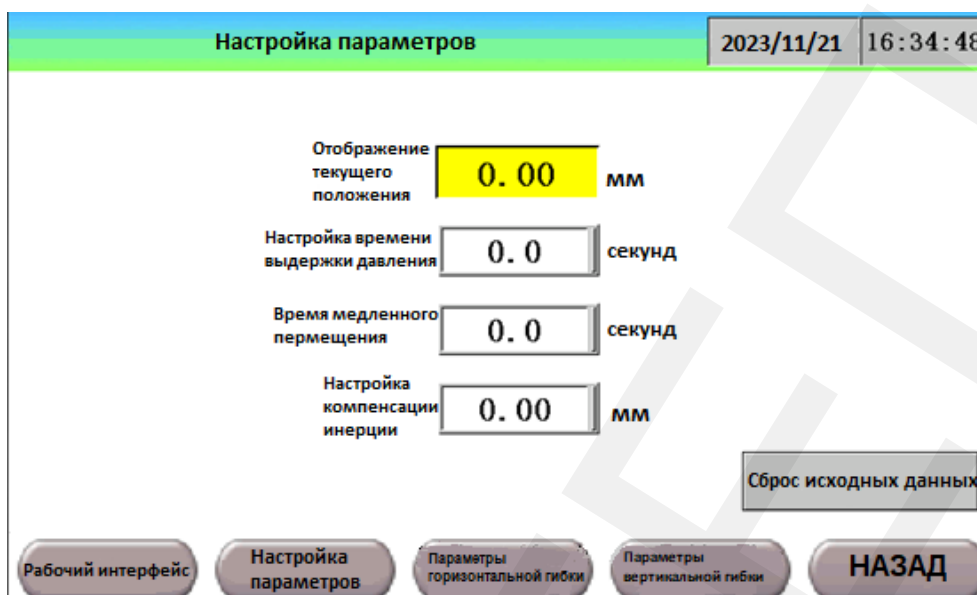 Настройка параметров
2023/11/21
16:34:48
Отображение
текущего
положения
0.00
мм
Настройка времени
выдержки давления
0.0
секунд
Время медленного
пермещения
0.0
секунд
Настройка
компенсации
инерции
0.00
мм
Сброс исходных данных
Рабочий интерфейс
Настройка
параметров
Параметры
горизонтальной гибки
Параметры
вертикальной гибки
НАЗАД